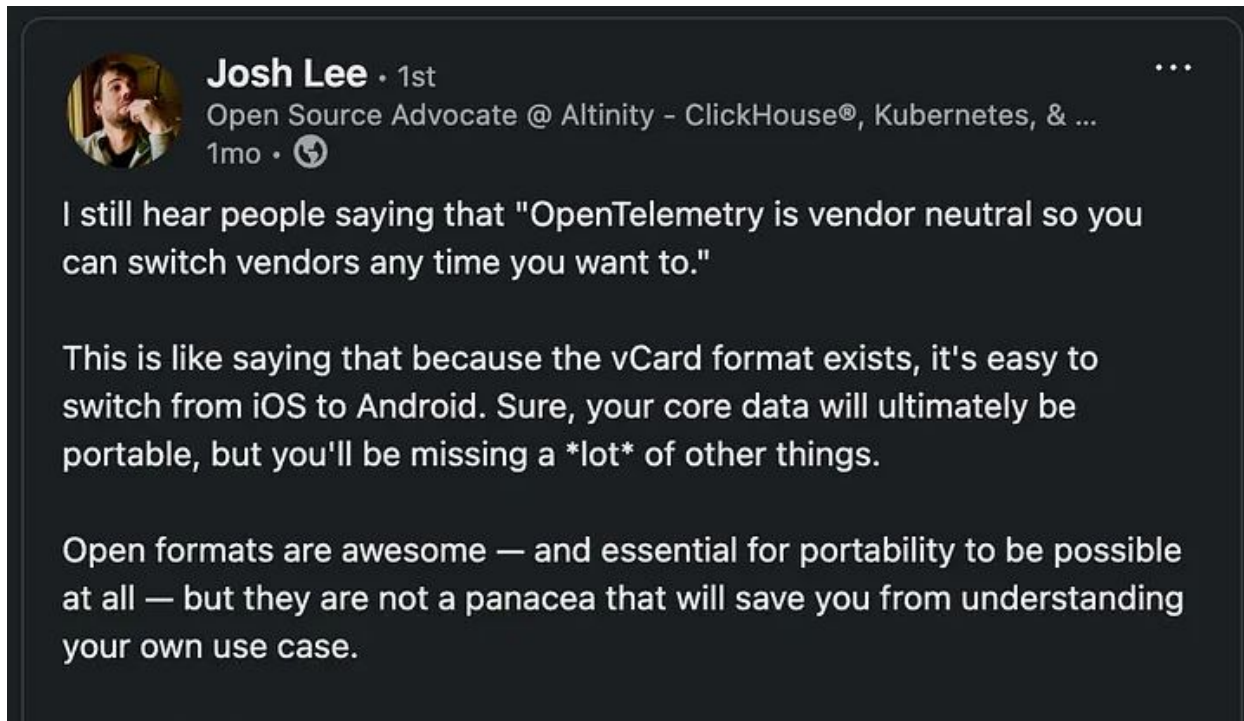 Josh Lee • 1st
Open Source Advocate @ Altinity - ClickHouse®, Kubernetes, & ...
1mo •
I still hear people saying that "OpenTelemetry is vendor neutral so you
can switch vendors any time you want to."
This is like saying that because the vCard format exists, it's easy to
switch from iOS to Android. Sure, your core data will ultimately be
portable, but you'll be missing a *lot* of other things.
Open formats are awesome — and essential for portability to be possible
at all — but they are not a panacea that will save you from understanding
your own use case.